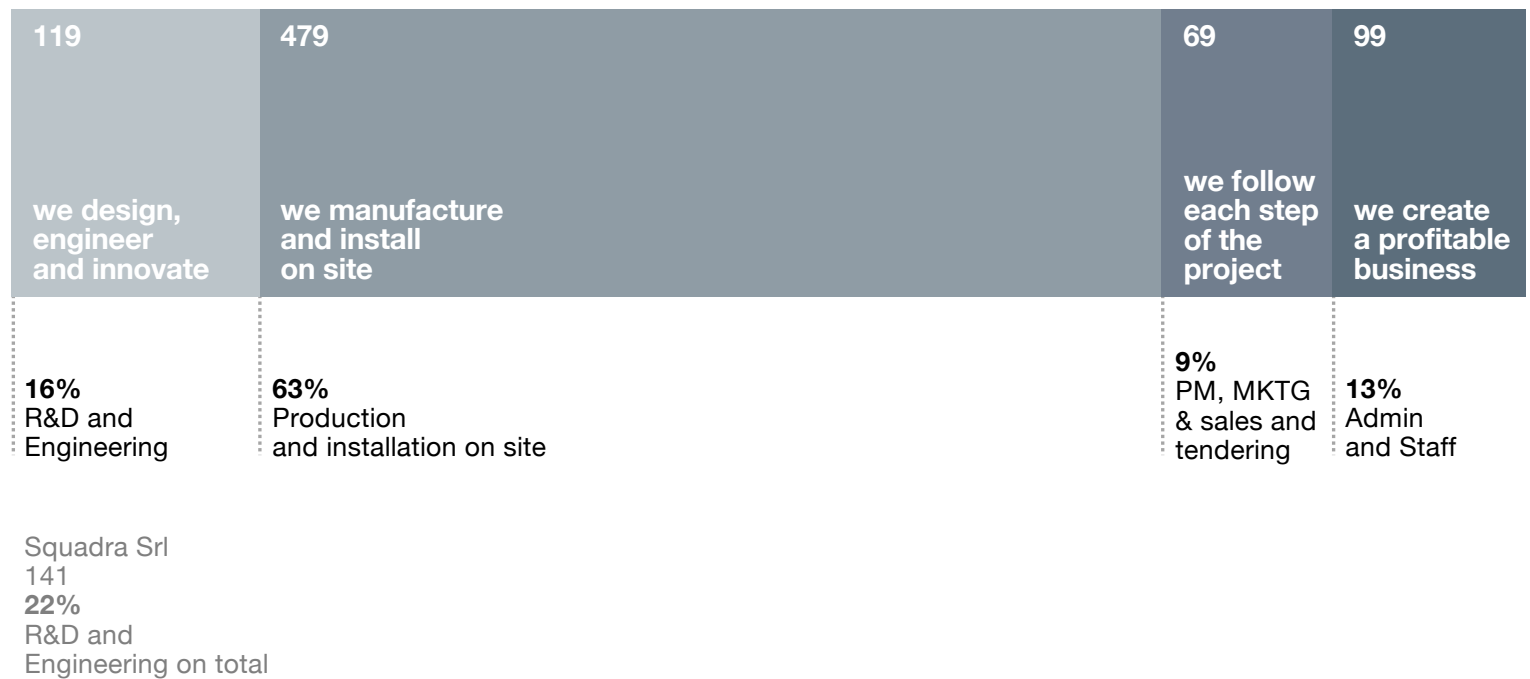 119
we design,
engineer
and innovate
479
we manufacture
and install
on site
69
we follow
each step
of the
project
99
we create
a profitable
business
16%
R&D and
Engineering
63%
Production
and installation on site
9%
PM, MKTG
& sales and
tendering
13%
Admin
and Staff
Squadra Srl
141
22%
R&D and
Engineering on total